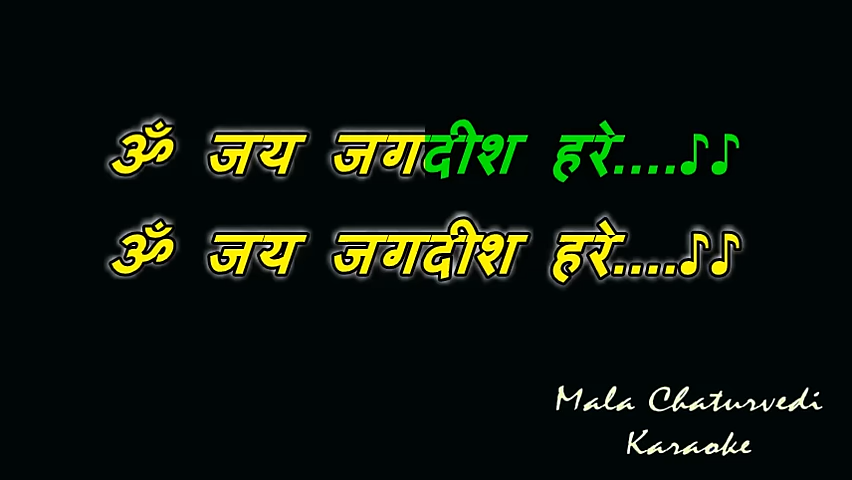 ॐ जय जगदीश हरे....♪♪
ॐ जय जगदीश हरे....♪♪
Mala Chaturvedi
Karaoke